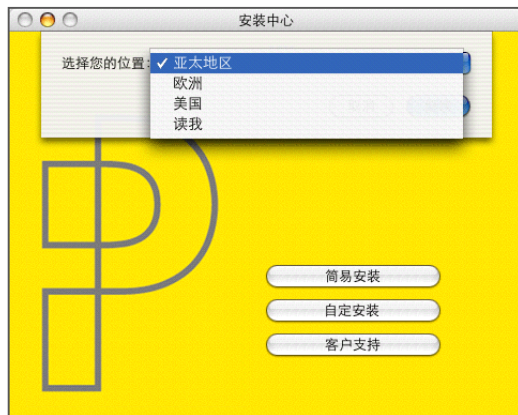 安装中心
选择您的位置:
✓ 亚太地区
欧洲
美国
读我
简易安装
自定安装
客户支持